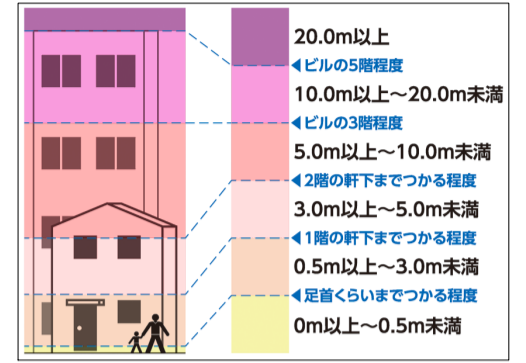 20.0m以上
◀ビルの5階程度
10.0m以上～20.0m未満
◀ビルの3階程度
5.0m以上～10.0m未満
◀2階の軒下までつかる程度
3.0m以上～5.0m未満
◀1階の軒下までつかる程度
0.5m以上～3.0m未満
◀足首くらいまでつかる程度
0m以上～0.5m未満